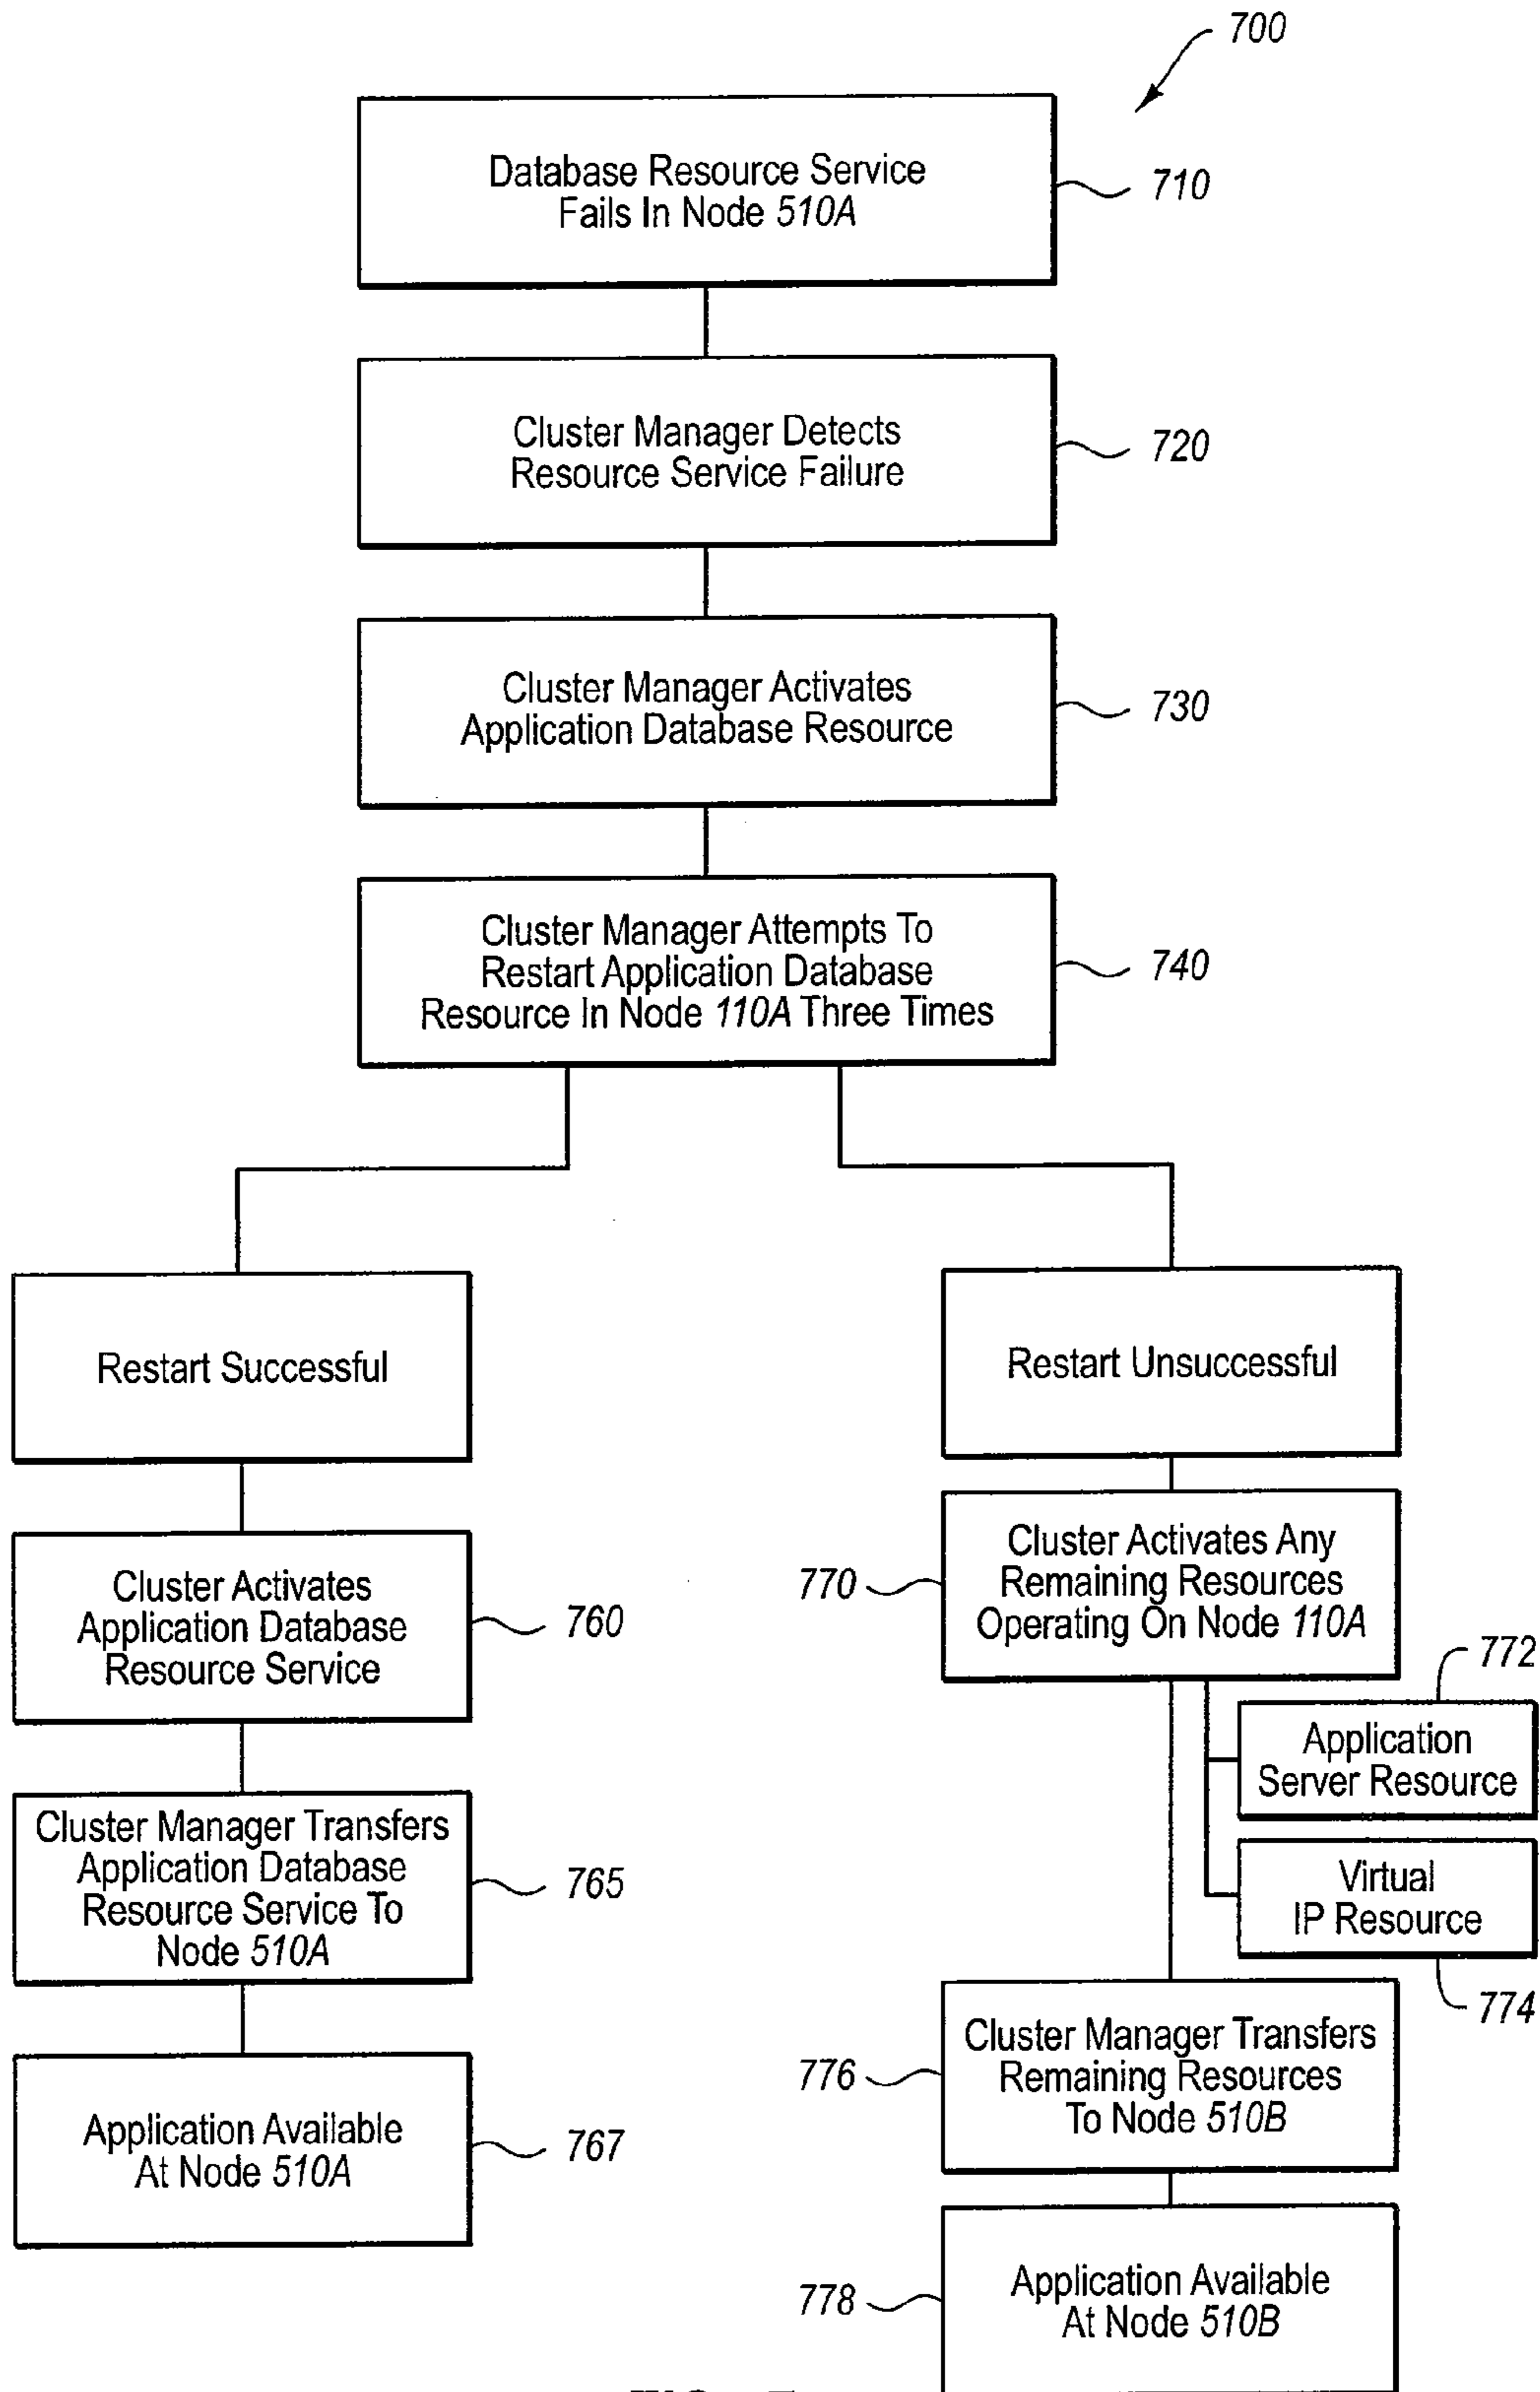 700
Database Resource Service
Fails In Node 510A
710
Cluster Manager Detects
Resource Service Failure
720
Cluster Manager Activates
Application Database Resource
730
Cluster Manager Attempts To
Restart Application Database
Resource In Node 110A Three Times
740
Restart Successful
Cluster Activates
Application Database
Resource Service
760
Cluster Manager Transfers
Application Database
Resource Service To
Node 510A
765
Application Available
At Node 510A
767
Restart Unsuccessful
770
Cluster Activates Any
Remaining Resources
Operating On Node 110A
772
Application
Server Resource
Virtual
IP Resource
774
776
Cluster Manager Transfers
Remaining Resources
To Node 510B
778
Application Available
At Node 510B